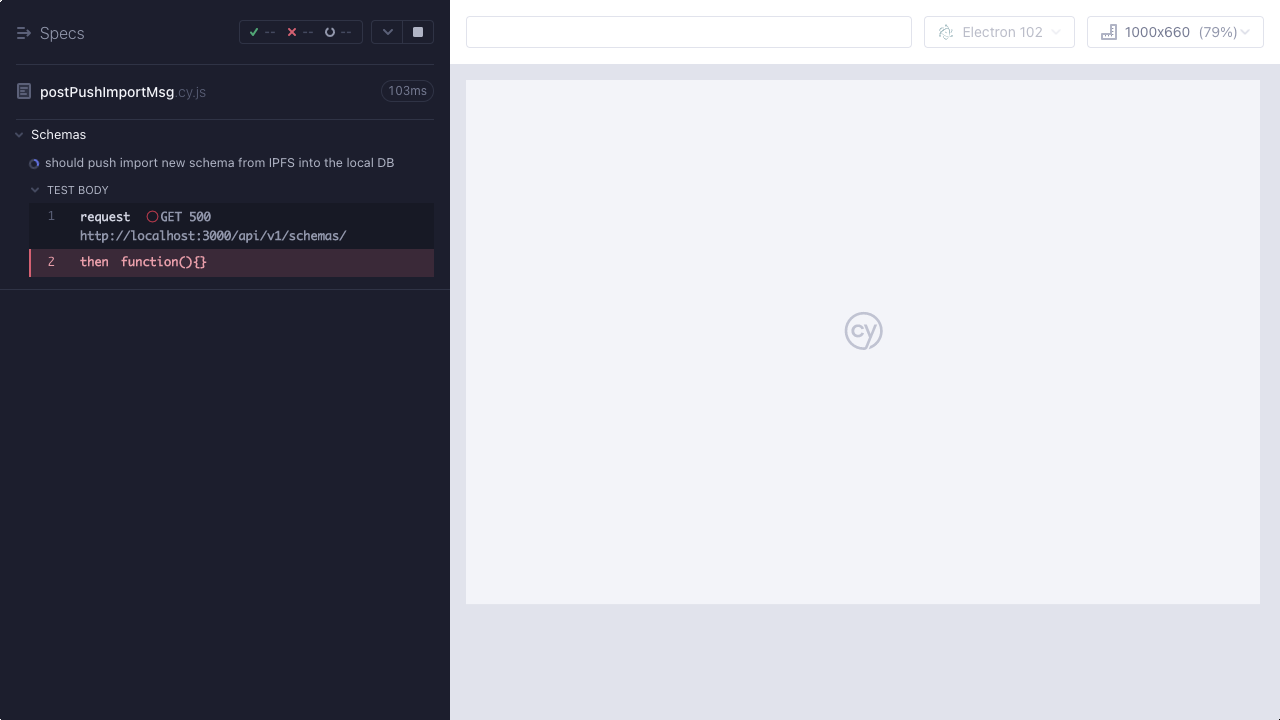 Specs
-- -- --
Electron 102
1000x660 (79%)
postPushImportMsg.cy.js
103ms
Schemas
should push import new schema from IPFS into the local DB
TEST BODY
1 request GET 500
http://localhost:3000/api/v1/schemas/
2 then function(){}
cy